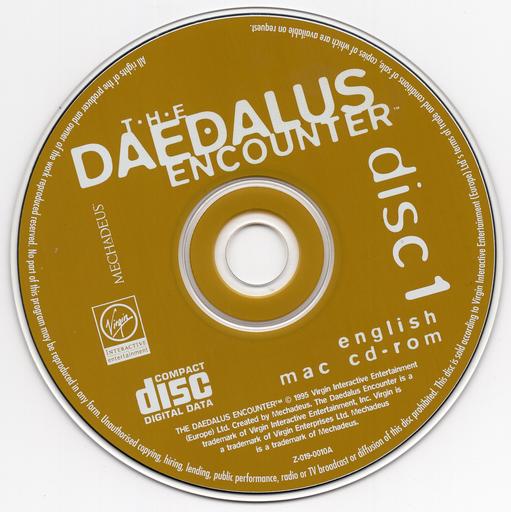 T·H·E
DAEDALUS
ENCOUNTER™
disc 1
MECHADEUS
Virgin
INTERACTIVE
entertainment
english
mac cd-rom
COMPACT
disc
DIGITAL DATA
THE DAEDALUS ENCOUNTER™ © 1995 Virgin Interactive Entertainment
(Europe) Ltd. Created by Mechadeus. The Daedalus Encounter is a
trademark of Virgin Interactive Entertainment, Inc. Virgin is
a trademark of Virgin Enterprises Ltd. Mechadeus
is a trademark of Mechadeus.
Z-019-0010A
All rights of the producer and owner of the work reproduced reserved. No part of this program may be reproduced in any form. Unauthorised copying, hiring, lending, public performance, radio or TV broadcast or diffusion of this disc prohibited. This disc is sold according to Virgin Interactive Entertainment (Europe) Ltd's terms of trade and conditions of sale, copies of which are available on request.